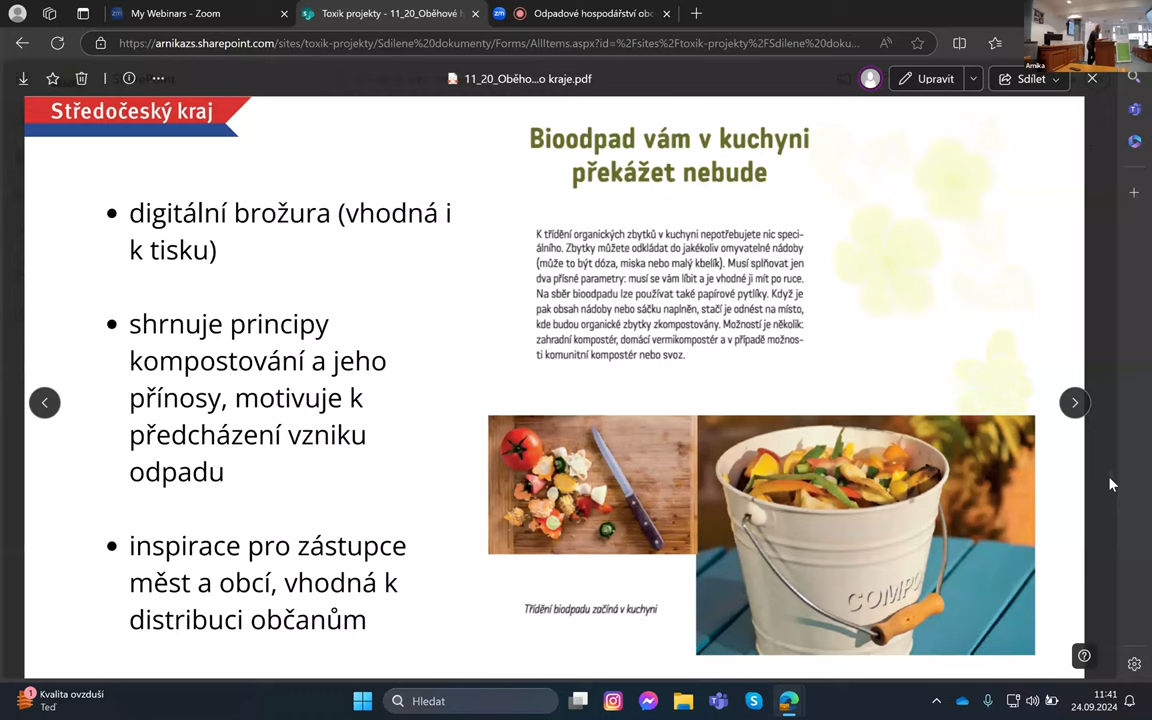 My Webinars - Zoom
Toxik projekty - 11_20_Oběhové h
Odpadové hospodářství obc
https://arnikazs.sharepoint.com/sites/toxik-projekty/Sdilene%20dokumenty/Forms/AllItems.aspx?id=%2Fsites%2Ftoxik-projekty%2FSdilene%20doku...
Arnika
11_20_Oběho...o kraje.pdf
Upravit
Sdílet
Středočeský kraj
Bioodpad vám v kuchyni
překážet nebude
• digitální brožura (vhodná i
k tisku)
• shrnuje principy
kompostování a jeho
přínosy, motivuje k
předcházení vzniku
odpadu
• inspirace pro zástupce
měst a obcí, vhodná k
distribuci občanům
K třídění organických zbytků v kuchyni nepotřebujete nic speci-
álního. Zbytky můžete odkládat do jakékoliv omyvatelné nádoby
(může to být dóza, miska nebo malý kbelík). Musí splňovat jen
dva přísné parametry: musí se vám líbit a je vhodné ji mít po ruce.
Na sběr bioodpadu lze používat také papírové pytlíky. Když je
pak obsah nádoby nebo sáčku naplněn, stačí je odnést na místo,
kde budou organické zbytky zkompostovány. Možností je několik:
zahradní kompostér, domácí vermikompostér a v případě možnos-
ti komunitní kompostér nebo svoz.
COMPO
Třídění biodpadu začíná v kuchyni
1
Kvalita ovzduší
Teď
Hledat
11:41
24.09.2024